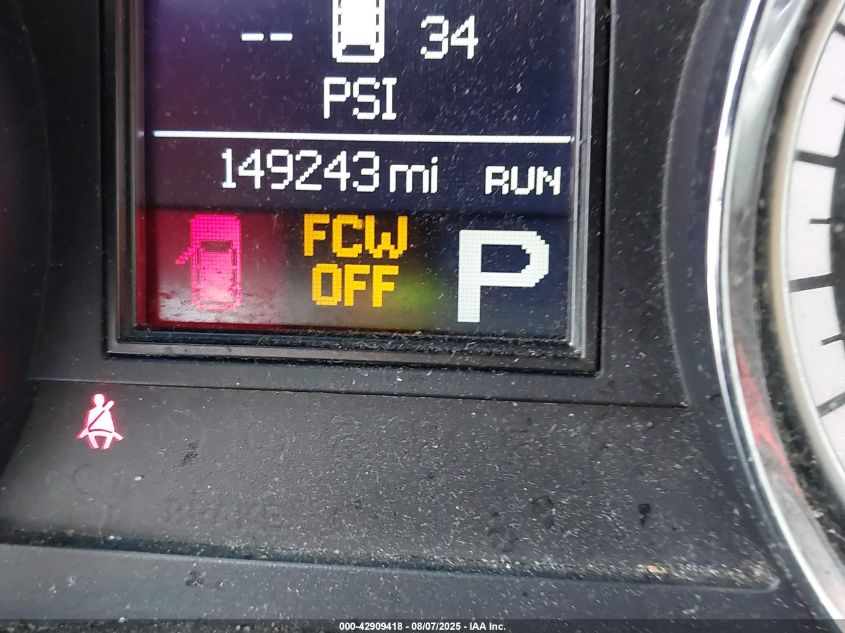 -- 34
PSI
149243 mi RUN
FCW
OFF
P
000-42909418 - 08/07/2025 - IAA Inc.